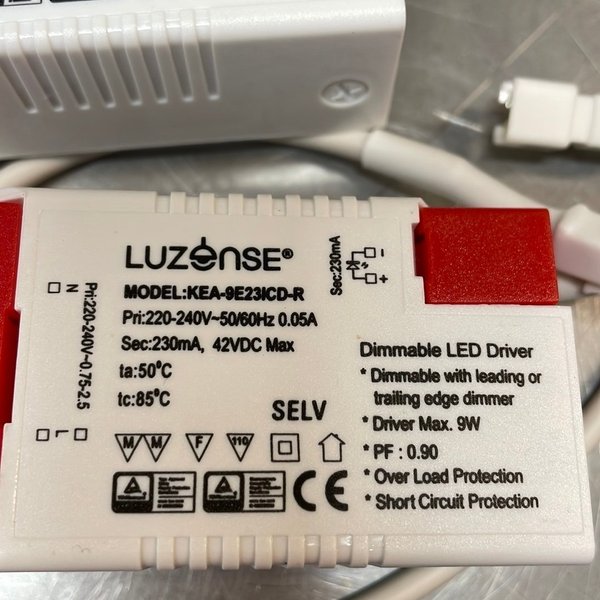 LUZENSE®
MODEL:KEA-9E23ICD-R
Pri:220-240V~50/60Hz 0.05A
Sec:230mA, 42VDC Max
ta:50°C
tc:85°C
SELV
M M F 110
CE
N
Pri:220-240V~0.75-2.5
L
Sec:230mA
-
+
Dimmable LED Driver
* Dimmable with leading or
trailing edge dimmer
* Driver Max. 9W
* PF : 0.90
* Over Load Protection
* Short Circuit Protection